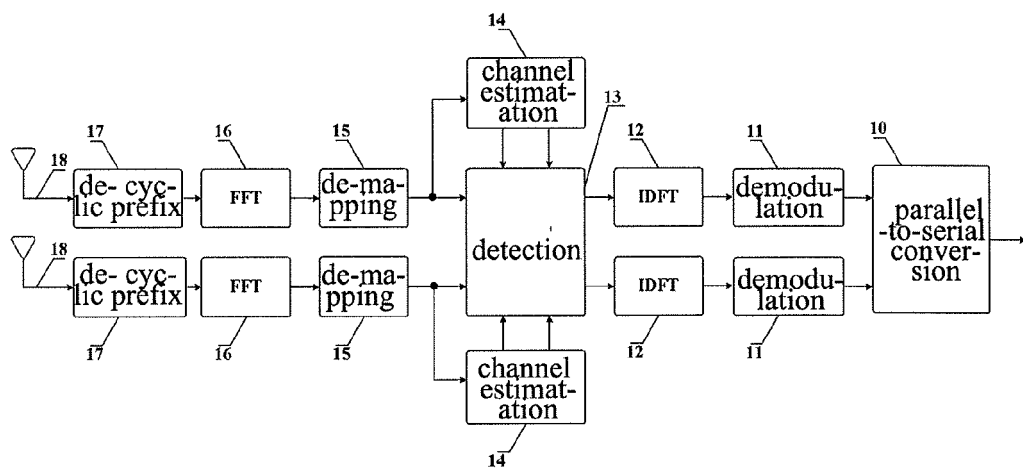 14
channel
estimat-
ation
13
17
16
15
12
11
10
18
de- cyc-
lic prefix
FFT
de-ma-
pping
IDFT
demodu-
lation
detection
parallel
-to-serial
conver-
sion
18
de- cyc-
lic prefix
FFT
de-ma-
pping
IDFT
demodu-
lation
17
16
15
12
11
channel
estimat-
ation
14